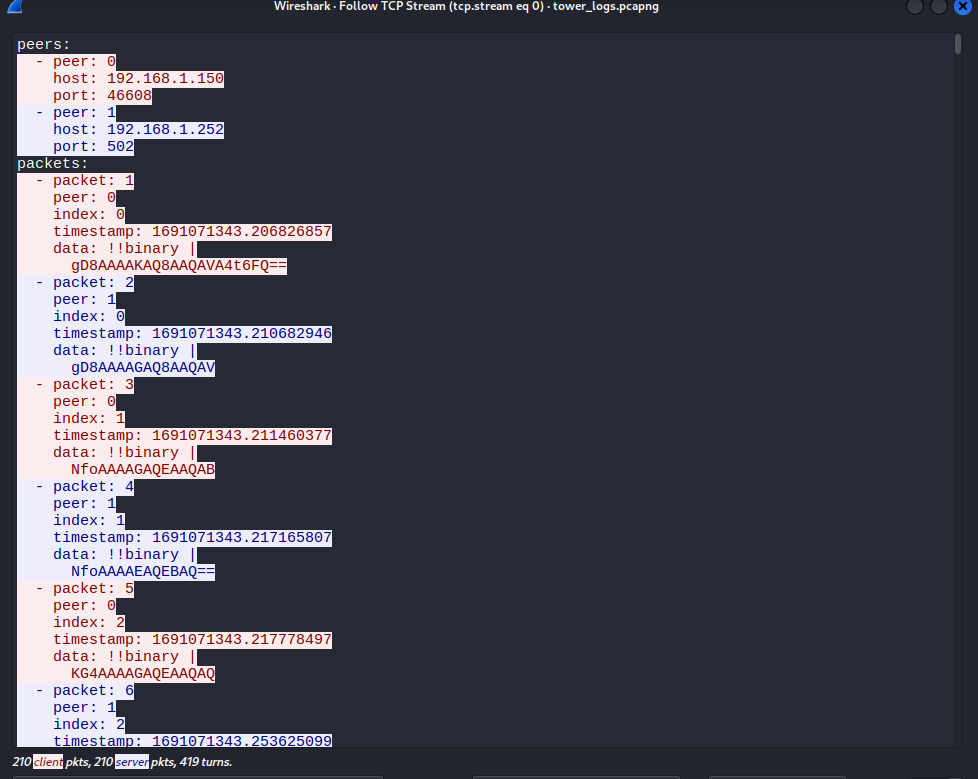 Wireshark · Follow TCP Stream (tcp.stream eq 0) · tower_logs.pcapng
peers:
- peer: 0
host: 192.168.1.150
port: 46608
- peer: 1
host: 192.168.1.252
port: 502
packets:
- packet: 1
peer: 0
index: 0
timestamp: 1691071343.206826857
data: !!binary |
gD8AAAAKAQ8AAQAVA4t6FQ==
- packet: 2
peer: 1
index: 0
timestamp: 1691071343.210682946
data: !!binary |
gD8AAAAGAQ8AAQAV
- packet: 3
peer: 0
index: 1
timestamp: 1691071343.211460377
data: !!binary |
NfoAAAAGAQEAAQAB
- packet: 4
peer: 1
index: 1
timestamp: 1691071343.217165807
data: !!binary |
NfoAAAAEAQEBAQ==
- packet: 5
peer: 0
index: 2
timestamp: 1691071343.217778497
data: !!binary |
KG4AAAAGAQEAAQAQ
- packet: 6
peer: 1
index: 2
timestamp: 1691071343.253625099
210 client pkts, 210 server pkts, 419 turns.